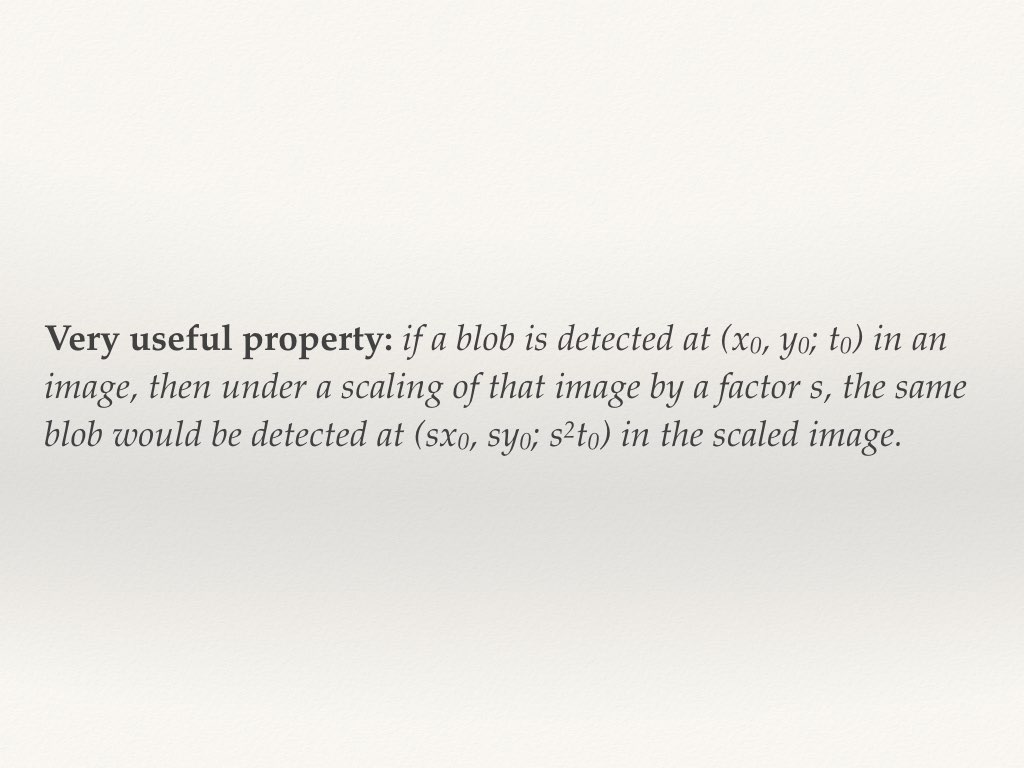 Very useful property: if a blob is detected at (x₀, y₀; t₀) in an
image, then under a scaling of that image by a factor s, the same
blob would be detected at (sx₀, sy₀; s²t₀) in the scaled image.